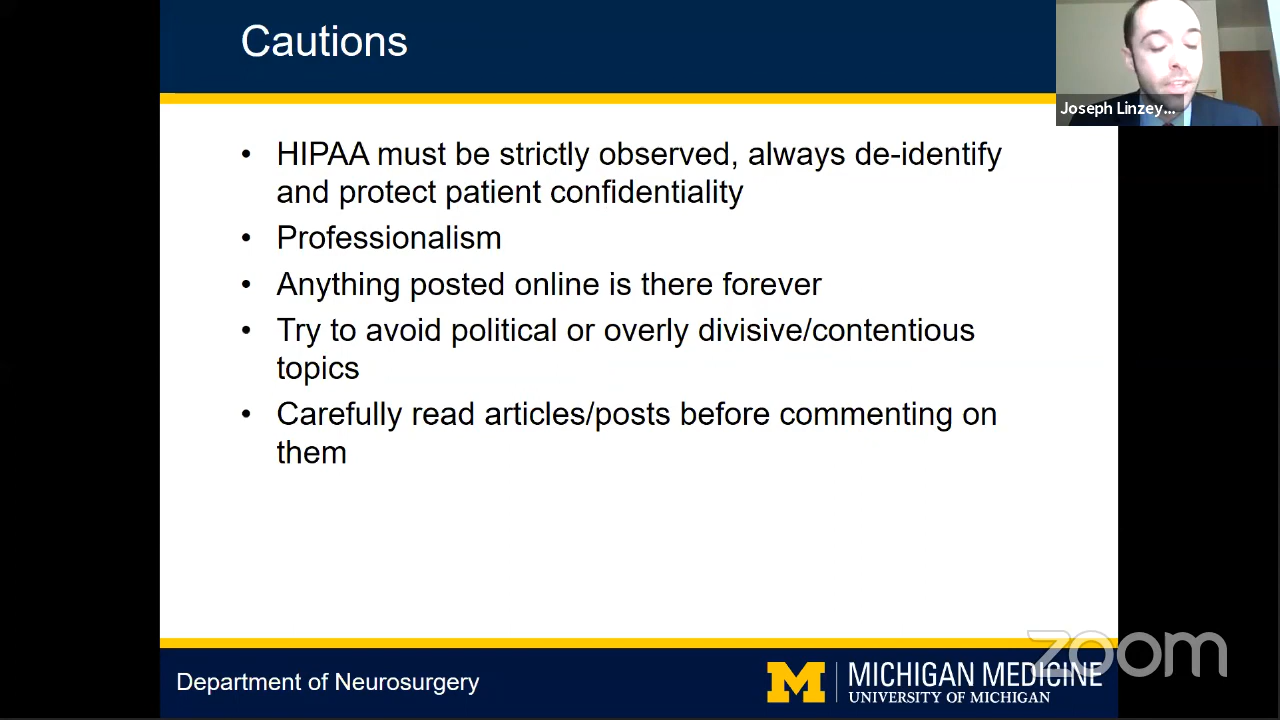 Cautions
Joseph Linzey...
• HIPAA must be strictly observed, always de-identify
and protect patient confidentiality
• Professionalism
• Anything posted online is there forever
• Try to avoid political or overly divisive/contentious
topics
• Carefully read articles/posts before commenting on
them
zoom
Department of Neurosurgery
M MICHIGAN MEDICINE
UNIVERSITY OF MICHIGAN